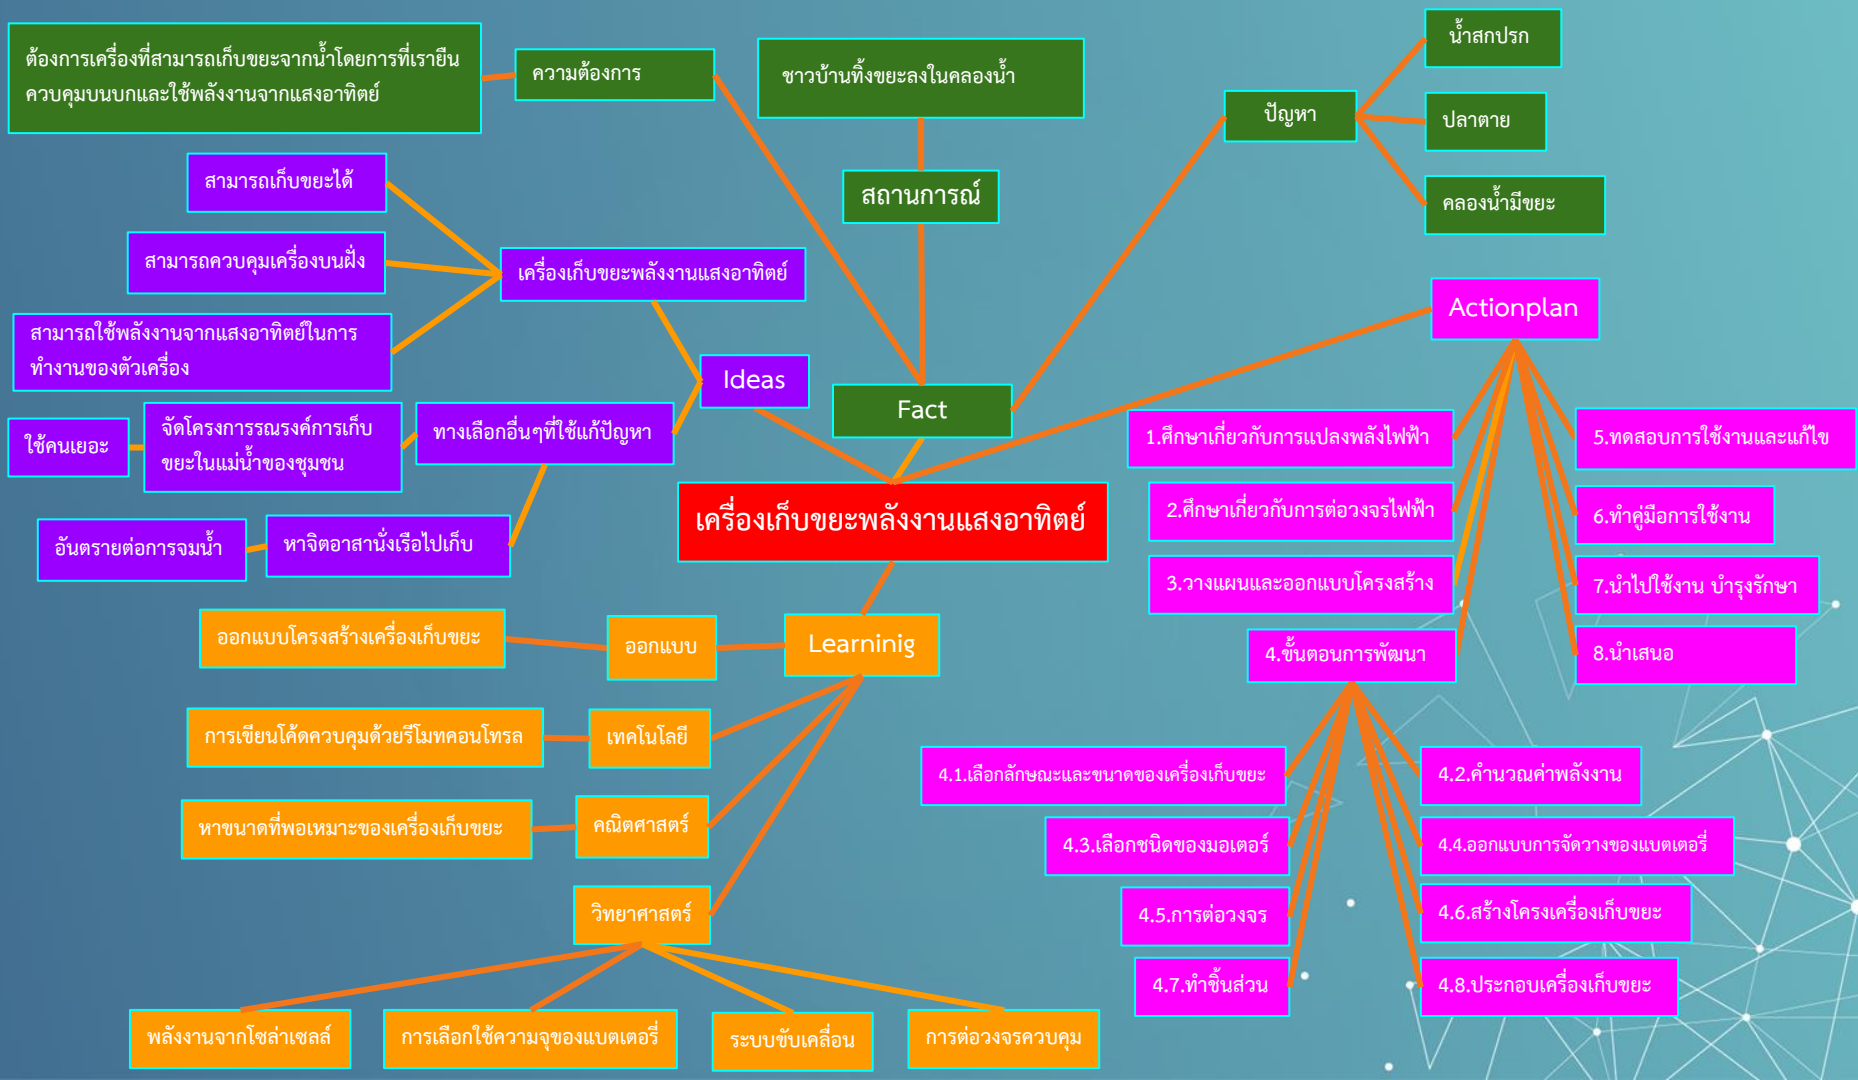 ต้องการเครื่องที่สามารถเก็บขยะจากน้ำโดยการที่เรายืน
ควบคุมบนบกและใช้พลังงานจากแสงอาทิตย์
ความต้องการ
ชาวบ้านทิ้งขยะลงในคลองน้ำ
สถานการณ์
ปัญหา
น้ำสกปรก
ปลาตาย
คลองน้ำมีขยะ
สามารถเก็บขยะได้
สามารถควบคุมเครื่องบนฝั่ง
สามารถใช้พลังงานจากแสงอาทิตย์ในการ
ทำงานของตัวเครื่อง
เครื่องเก็บขยะพลังงานแสงอาทิตย์
Ideas
Fact
ใช้คนเยอะ
จัดโครงการรณรงค์การเก็บ
ขยะในแม่น้ำของชุมชน
ทางเลือกอื่นๆที่ใช้แก้ปัญหา
อันตรายต่อการจมน้ำ
หาจิตอาสานั่งเรือไปเก็บ
เครื่องเก็บขยะพลังงานแสงอาทิตย์
Actionplan
1.ศึกษาเกี่ยวกับการแปลงพลังไฟฟ้า
2.ศึกษาเกี่ยวกับการต่อวงจรไฟฟ้า
3.วางแผนและออกแบบโครงสร้าง
4.ขั้นตอนการพัฒนา
5.ทดสอบการใช้งานและแก้ไข
6.ทำคู่มือการใช้งาน
7.นำไปใช้งาน บำรุงรักษา
8.นำเสนอ
4.1.เลือกลักษณะและขนาดของเครื่องเก็บขยะ
4.2.คำนวณค่าพลังงาน
4.3.เลือกชนิดของมอเตอร์
4.4.ออกแบบการจัดวางของแบตเตอรี่
4.5.การต่อวงจร
4.6.สร้างโครงเครื่องเก็บขยะ
4.7.ทำชิ้นส่วน
4.8.ประกอบเครื่องเก็บขยะ
Learninig
ออกแบบ
ออกแบบโครงสร้างเครื่องเก็บขยะ
เทคโนโลยี
การเขียนโค้ดควบคุมด้วยรีโมทคอนโทรล
คณิตศาสตร์
หาขนาดที่พอเหมาะของเครื่องเก็บขยะ
วิทยาศาสตร์
พลังงานจากโซล่าเซลล์
การเลือกใช้ความจุของแบตเตอรี่
ระบบขับเคลื่อน
การต่อวงจรควบคุม